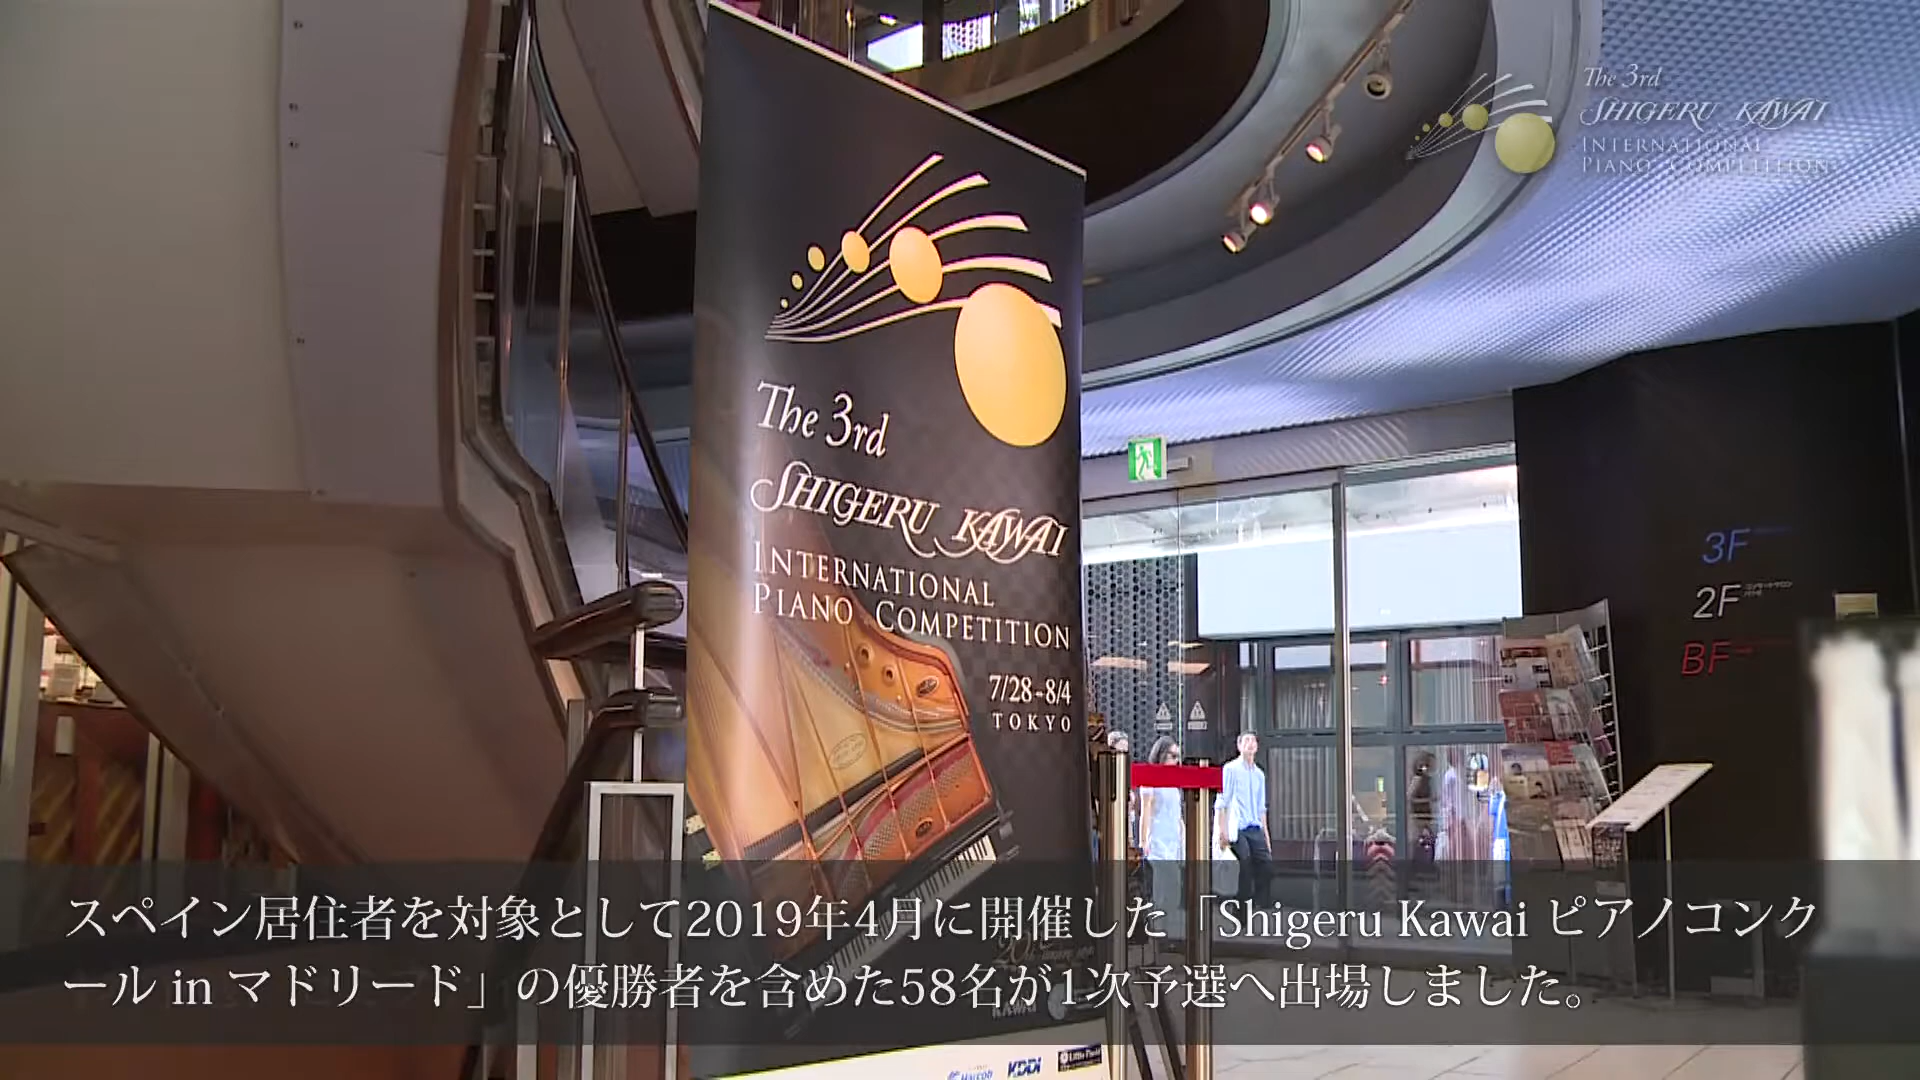 The 3rd
SHIGERU KAWAI
INTERNATIONAL
PIANO COMPETITION
The 3rd
SHIGERU KAWAI
INTERNATIONAL
PIANO COMPETITION
7/28-8/4
TOKYO
3F
2F
BF
スペイン居住者を対象として2019年4月に開催した「Shigeru Kawai ピアノコンク
ール in マドリード」の優勝者を含めた58名が1次予選へ出場しました。
KAWAI
KDDI